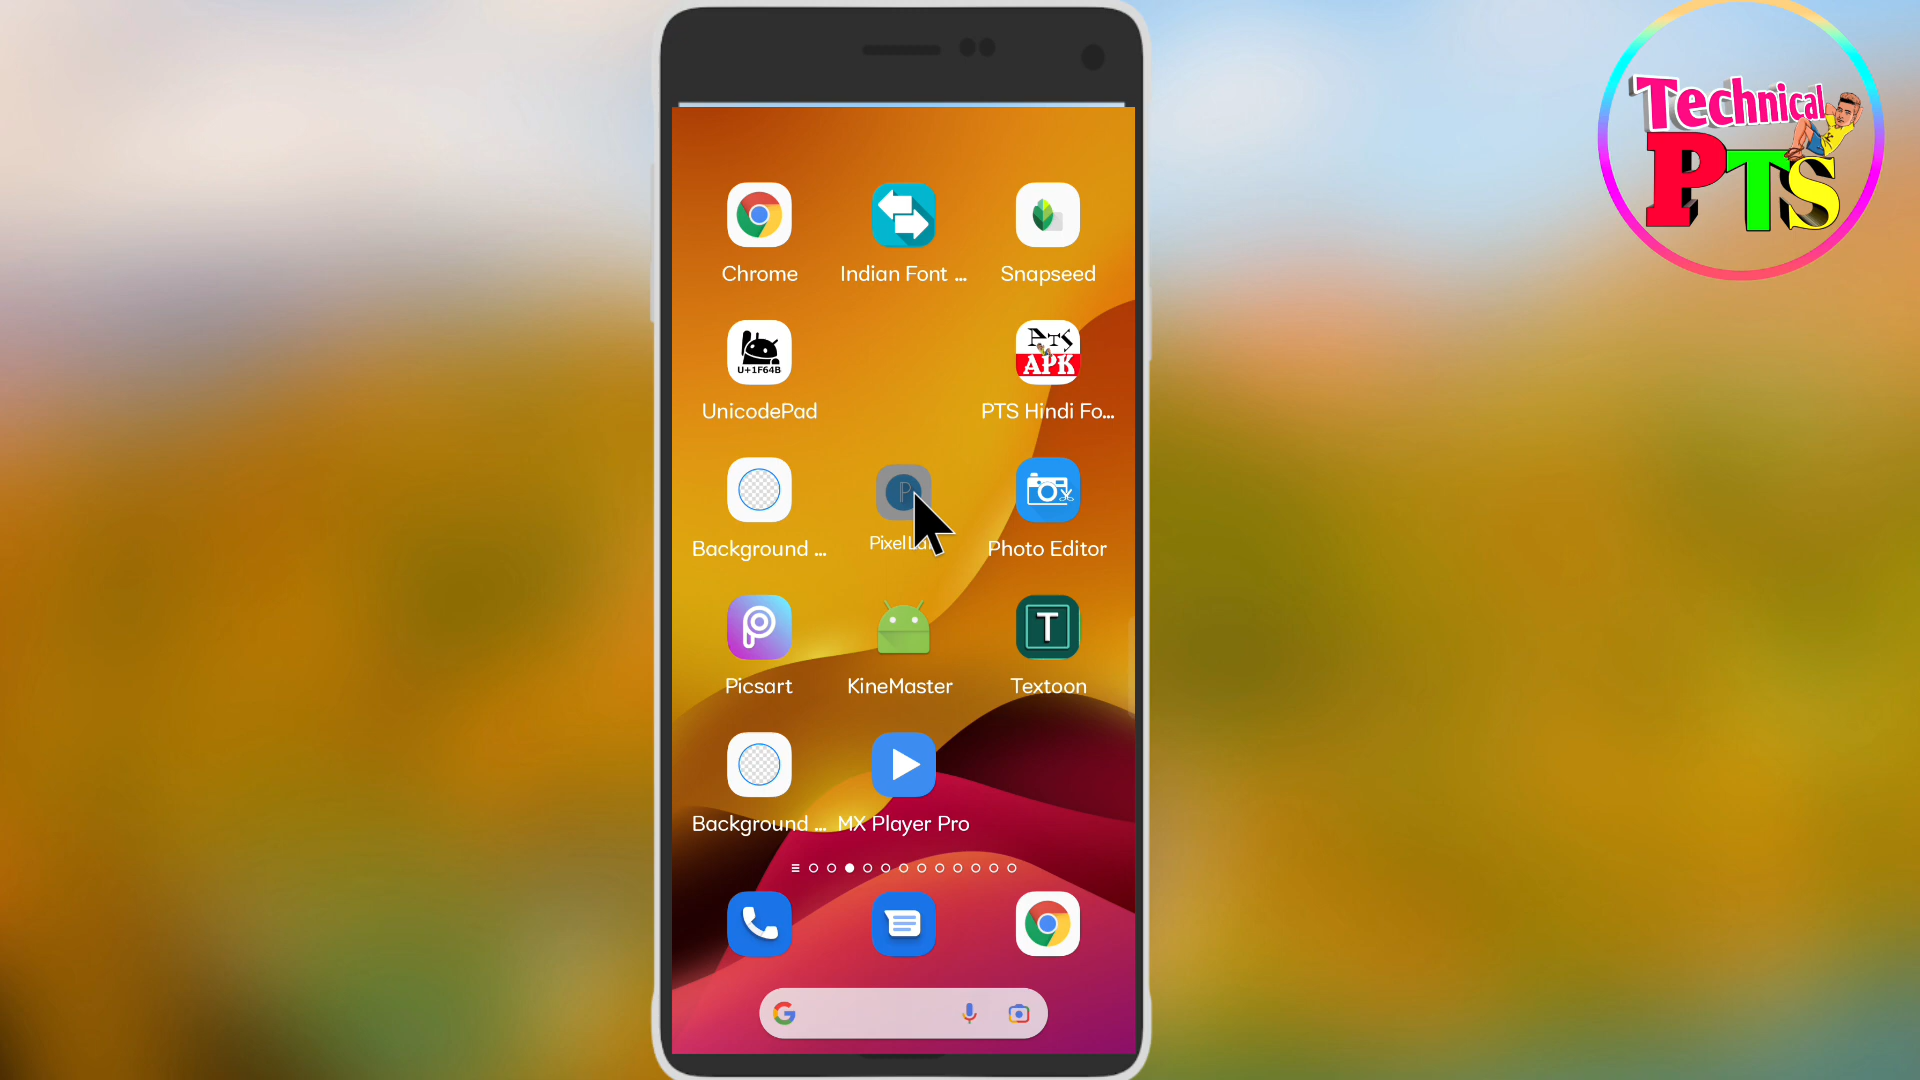 Technical
PTS
Chrome
Indian Font ...
Snapseed
U+1F64B
PTS
APK
UnicodePad
PTS Hindi Fo...
P
Background ...
Photo Editor
T
Picsart
KineMaster
Textoon
Background ...
MX Player Pro